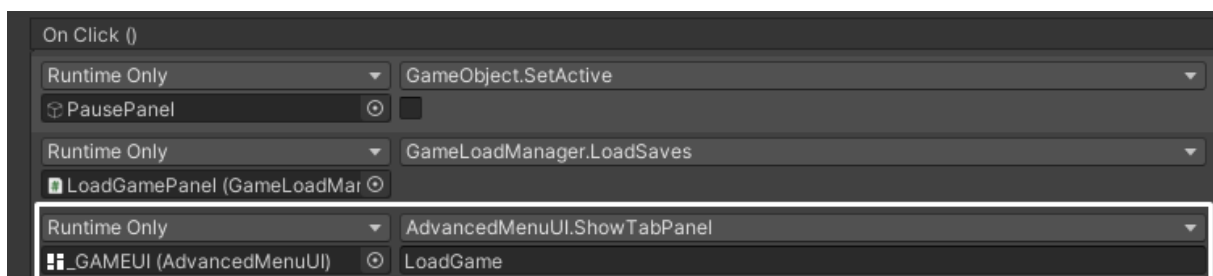 On Click ()
Runtime Only GameObject.SetActive
PausePanel
Runtime Only GameLoadManager.LoadSaves
LoadGamePanel (GameLoadMar
Runtime Only AdvancedMenuUI.ShowTabPanel
_GAMEUI (AdvancedMenuUI) LoadGame